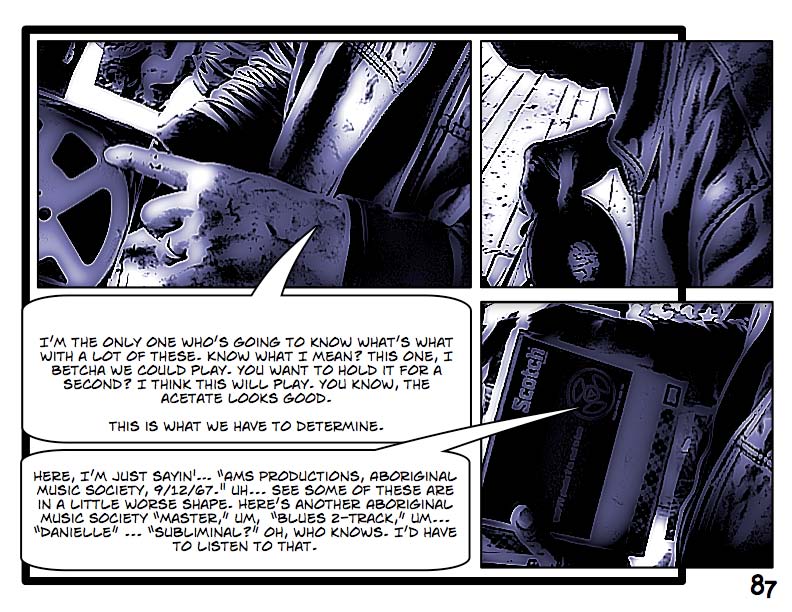 I'M THE ONLY ONE WHO'S GOING TO KNOW WHAT'S WHAT
WITH A LOT OF THESE. KNOW WHAT I MEAN? THIS ONE, I
BETCHA WE COULD PLAY. YOU WANT TO HOLD IT FOR A
SECOND? I THINK THIS WILL PLAY. YOU KNOW, THE
ACETATE LOOKS GOOD.
THIS IS WHAT WE HAVE TO DETERMINE.
HERE, I'M JUST SAYIN'... "AMS PRODUCTIONS, ABORIGINAL
MUSIC SOCIETY, 9/12/67." UH... SEE SOME OF THESE ARE
IN A LITTLE WORSE SHAPE. HERE'S ANOTHER ABORIGINAL
MUSIC SOCIETY "MASTER," UM, "BLUES 2-TRACK," UM...
"DANIELLE" ... "SUBLIMINAL?" OH, WHO KNOWS. I'D HAVE
TO LISTEN TO THAT.
Scotch
87